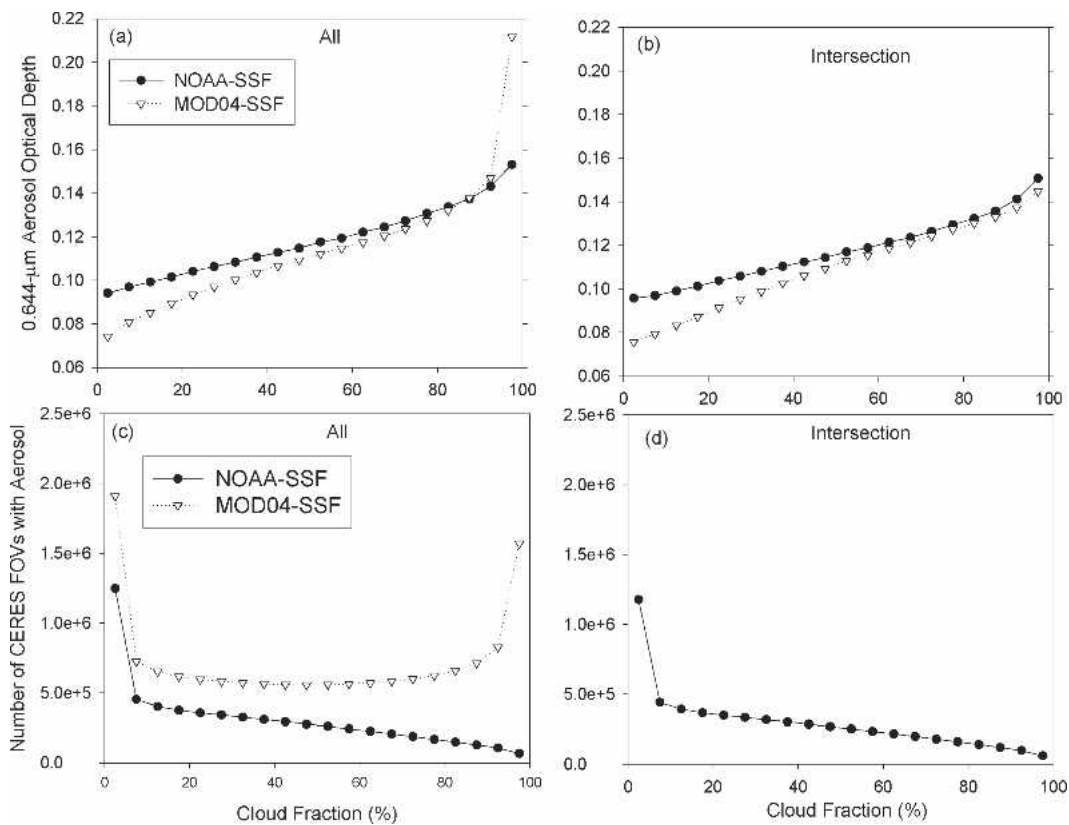 0.644-µm Aerosol Optical Depth
0.22
0.20
0.18
0.16
0.14
0.12
0.10
0.08
0.06
(a)
All
NOAA-SSF
MOD04-SSF
0
20
40
60
80
100
0.22
0.20
0.18
0.16
0.14
0.12
0.10
0.08
0.06
(b)
Intersection
0
20
40
60
80
100
Number of CERES FOVs with Aerosol
2.5e+6
2.0e+6
1.5e+6
1.0e+6
5.0e+5
0.0
(c)
All
NOAA-SSF
MOD04-SSF
0
20
40
60
80
100
Cloud Fraction (%)
2.5e+6
2.0e+6
1.5e+6
1.0e+6
5.0e+5
0.0
(d)
Intersection
0
20
40
60
80
100
Cloud Fraction (%)